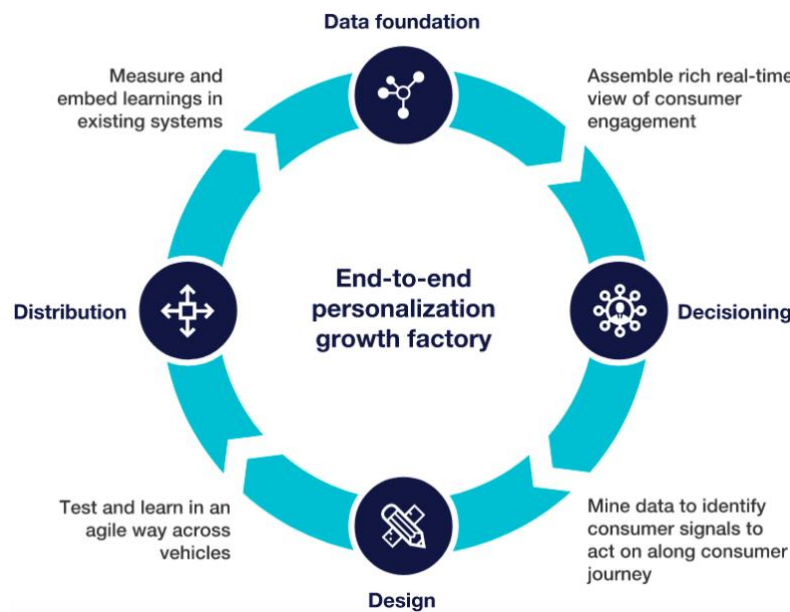 Data foundation
Measure and
embed learnings in
existing systems
Assemble rich real-time
view of consumer
engagement
Distribution
End-to-end
personalization
growth factory
Decisioning
Test and learn in an
agile way across
vehicles
Mine data to identify
consumer signals to
act on along consumer
journey
Design